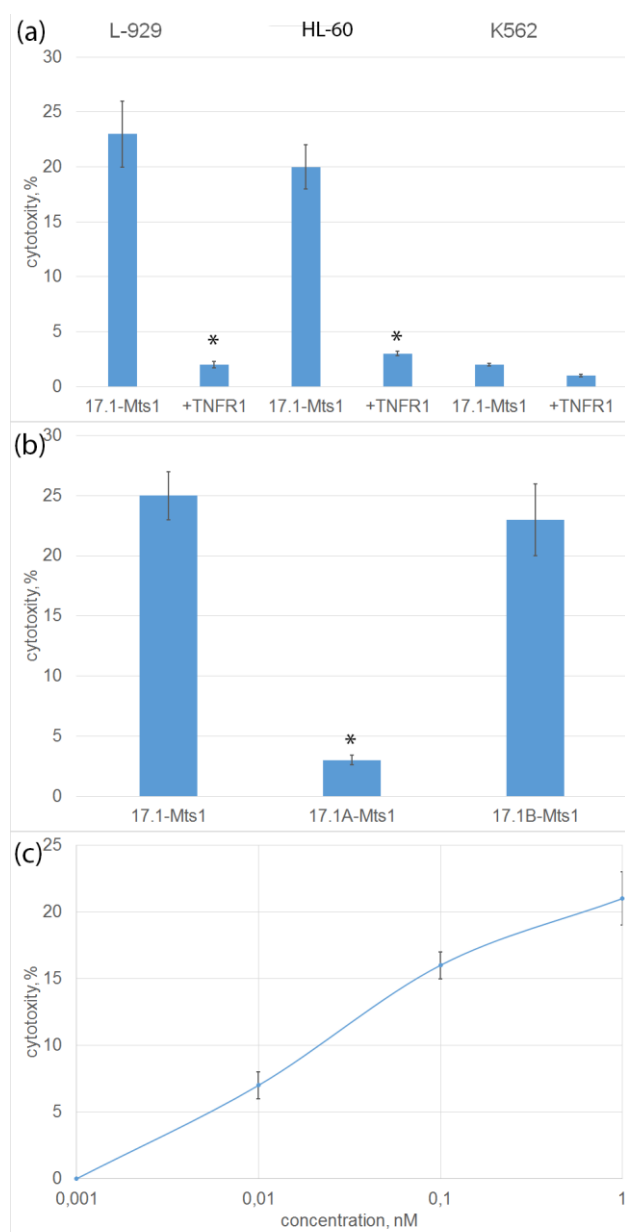 (a) L-929 HL-60 K562
30
25
20
15
10
5
0
cytotoxity,%
*
*
17.1-Mts1 +TNFR1 17.1-Mts1 +TNFR1 17.1-Mts1 +TNFR1
(b)
30
25
20
15
10
5
0
cytotoxity,%
*
17.1-Mts1 17.1A-Mts1 17.1B-Mts1
(c)
25
20
15
10
5
0
cytotoxity,%
0,001 0,01 0,1 1
concentration, nM